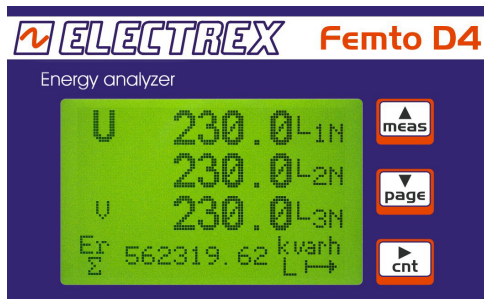 ELECTREX Femto D4
Energy analyzer
U 230.0 L1N
230.0 L2N
V 230.0 L3N
Er Σ 562319.62 kvarh L
meas
page
cnt